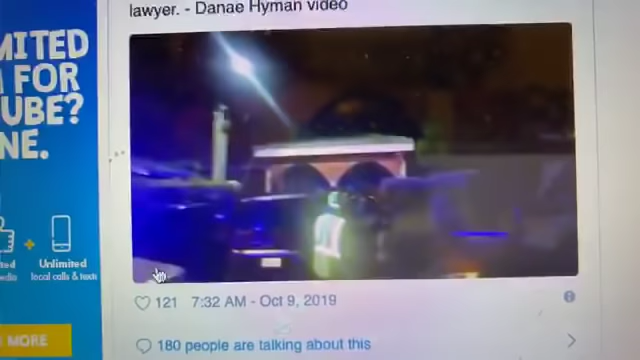 lawyer. - Danae Hyman video
MITED
FOR
UBE?
NE.
Unlimited
local calls & texts
MORE
121 7:32 AM - Oct 9, 2019
180 people are talking about this